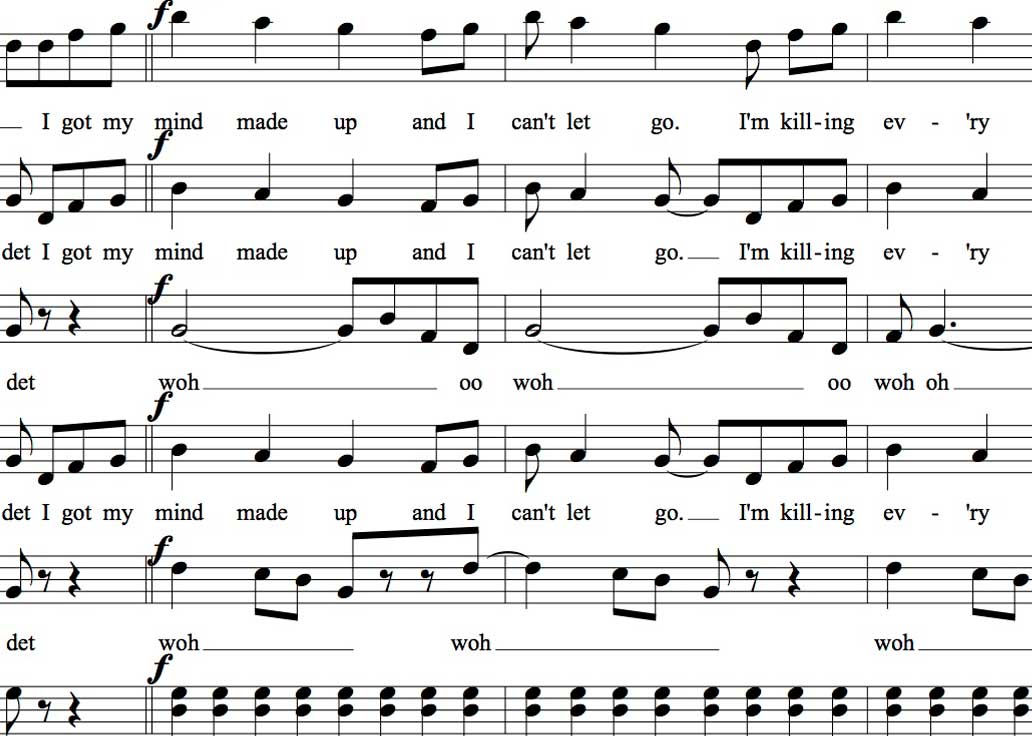 f
I got my mind made up and I can't let go. I'm kill-ing ev - 'ry
f
det I got my mind made up and I can't let go. I'm kill-ing ev - 'ry
f
det woh oo woh oo woh oh
f
det I got my mind made up and I can't let go. I'm kill-ing ev - 'ry
f
det woh woh woh
f